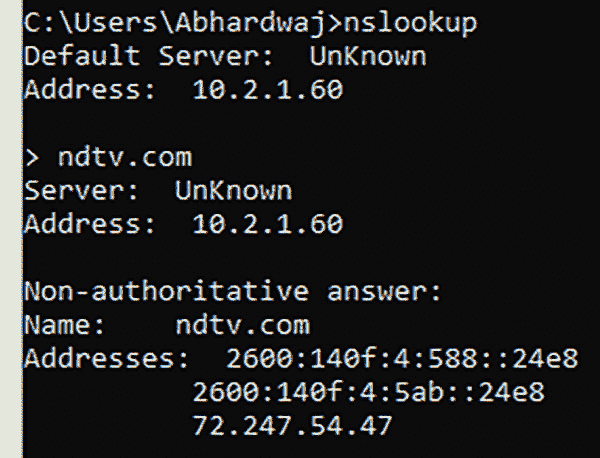 C:\Users\Abhardwaj>nslookup
Default Server:  UnKnown
Address:  10.2.1.60

> ndtv.com
Server:  UnKnown
Address:  10.2.1.60

Non-authoritative answer:
Name:    ndtv.com
Addresses:  2600:140f:4:588::24e8
          2600:140f:4:5ab::24e8
          72.247.54.47